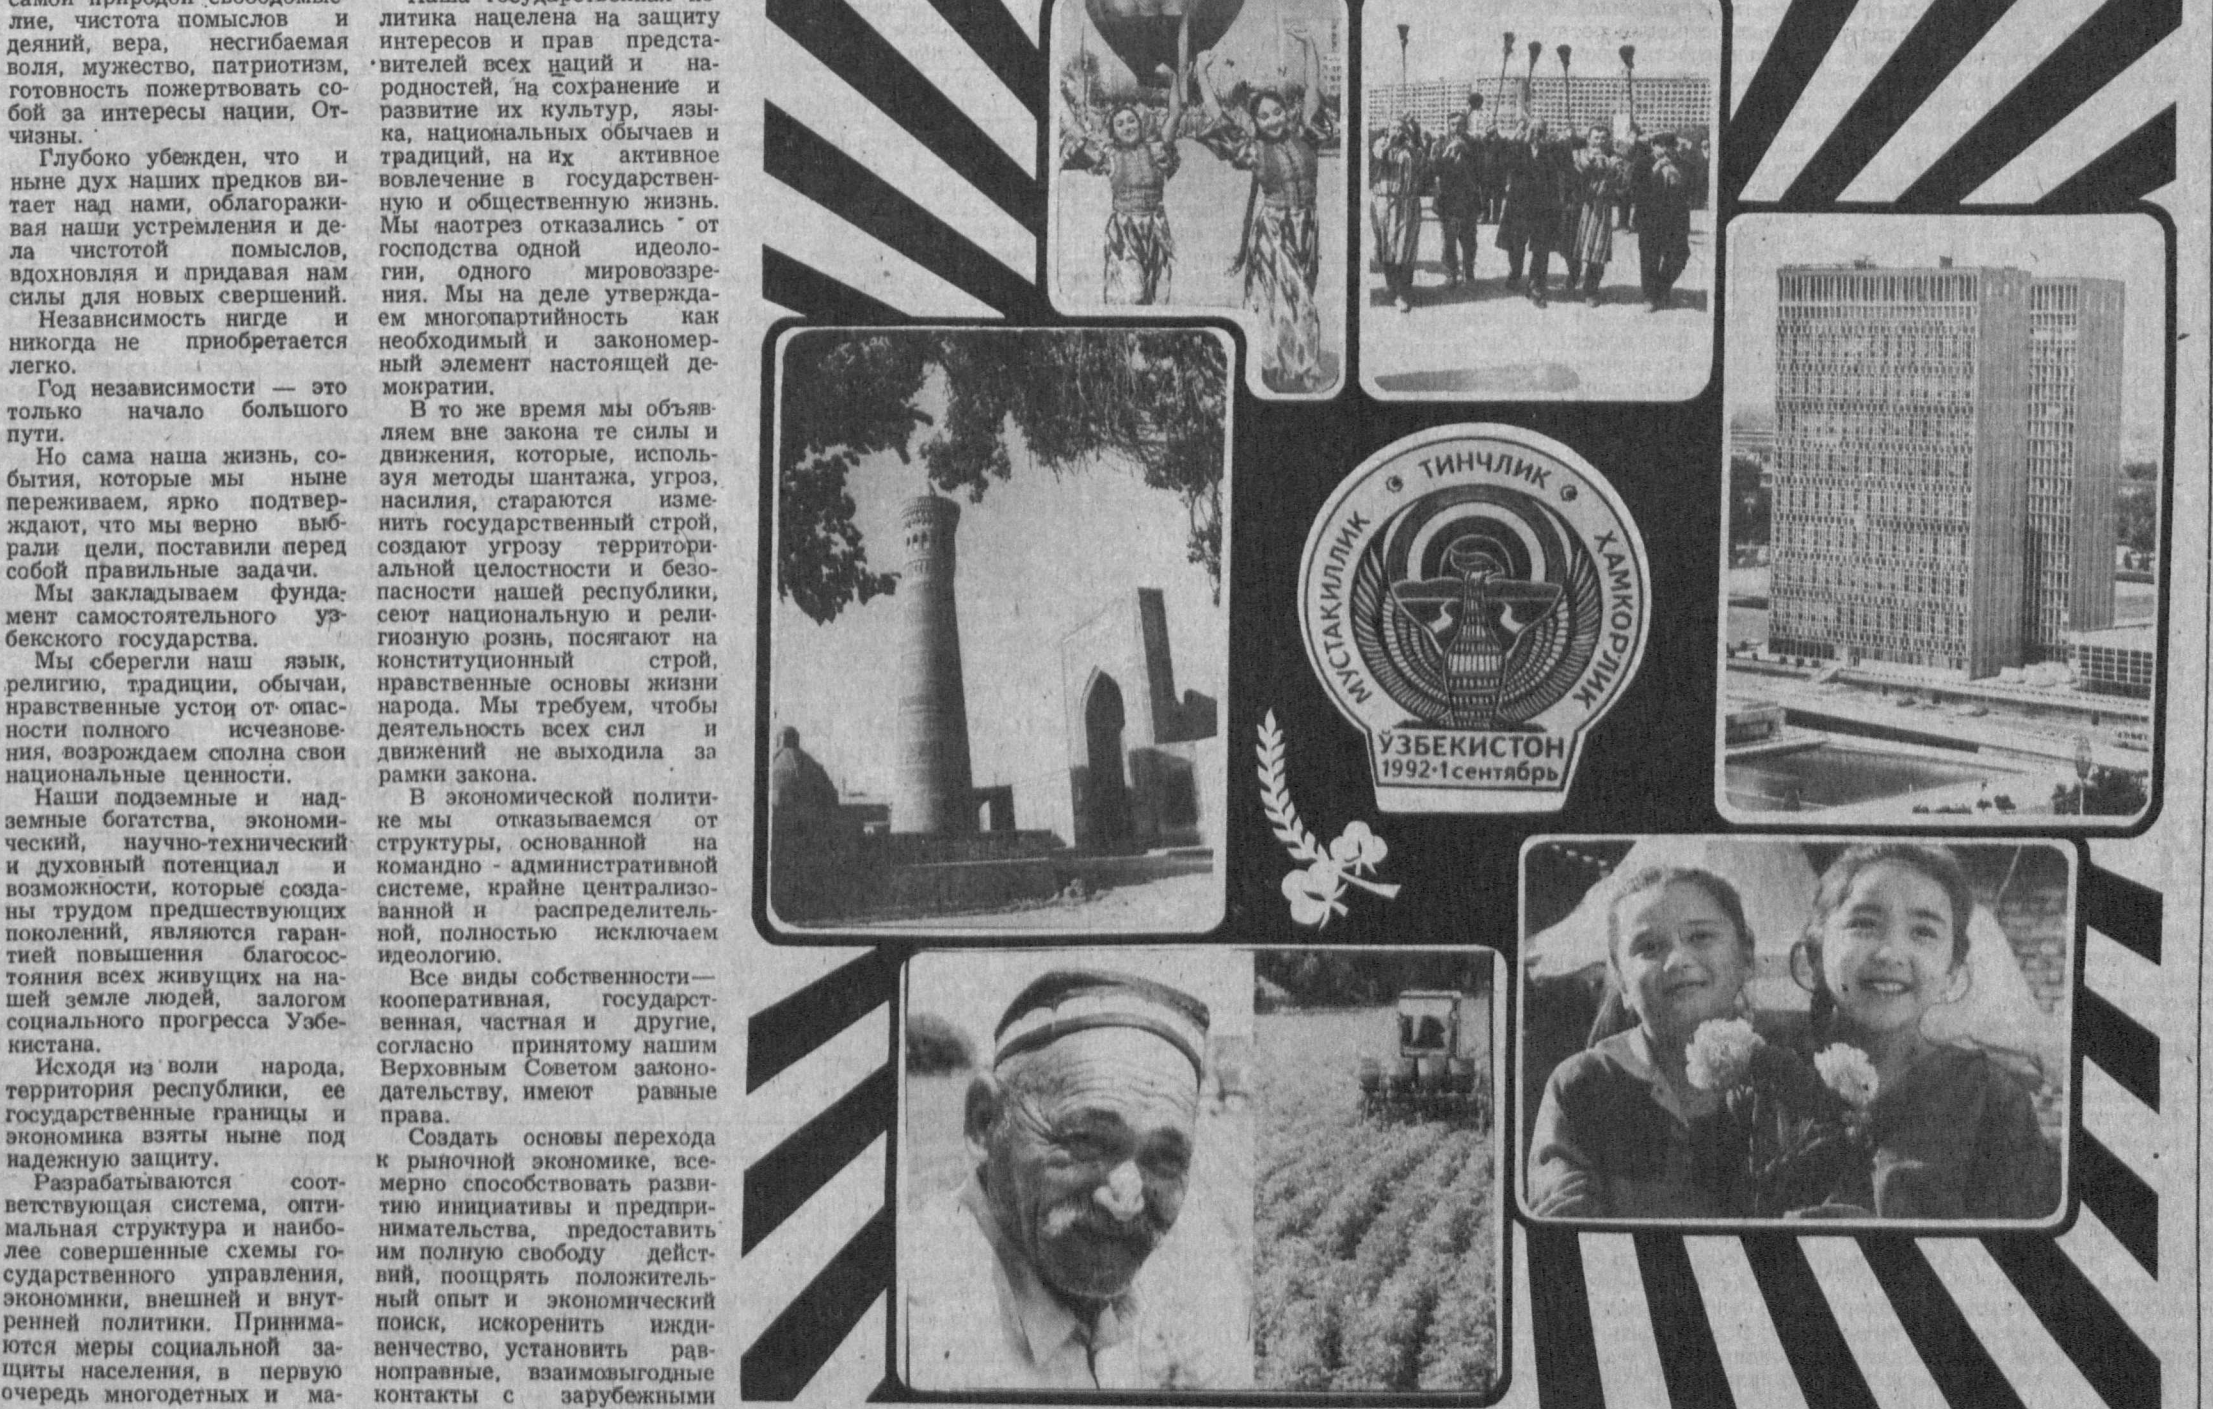 лие, чистота помыслов и
деяний, вера, несгибаемая
воля, мужество, патриотизм,
готовность пожертвовать со-
бой за интересы нации, От-
чизны.
Глубоко убежден, что и
ныне дух наших предков ви-
тает над нами, облагоражи-
вая наши устремления и де-
ла чистотой помыслов,
вдохновляя и придавая нам
силы для новых свершений.
Независимость нигде и
никогда не приобретается
легко.
Год независимости — это
только начало большого
пути.
Но сама наша жизнь, со-
бытия, которые мы ныне
переживаем, ярко подтвер-
ждают, что мы верно выб-
рали цели, поставили перед
собой правильные задачи.
Мы закладываем фунда-
мент самостоятельного уз-
бекского государства.
Мы сберегли наш язык,
религию, традиции, обычаи,
нравственные устои от опас-
ности полного исчезнове-
ния, возрождаем сполна свои
национальные ценности.
Наши подземные и над-
земные богатства, экономи-
ческий, научно-технический
и духовный потенциал и
возможности, которые созда-
ны трудом предшествующих
поколений, являются гаран-
тией повышения благосос-
тояния всех живущих на на-
шей земле людей, залогом
социального прогресса Узбе-
кистана.
Исходя из воли народа,
территория республики, ее
государственные границы и
экономика взяты ныне под
надежную защиту.
Разрабатываются соот-
ветствующая система, опти-
мальная структура и наибо-
лее совершенные схемы го-
сударственного управления,
экономики, внешней и внут-
ренней политики. Принима-
ются меры социальной за-
щиты населения, в первую
очередь многодетных и ма-
литика нацелена на защиту
интересов и прав предста-
вителей всех наций и на-
родностей, на сохранение и
развитие их культур, язы-
ка, национальных обычаев и
традиций, на их активное
вовлечение в государствен-
ную и общественную жизнь.
Мы наотрез отказались от
господства одной идеоло-
гии, одного мировоззре-
ния. Мы на деле утвержда-
ем многопартийность как
необходимый и закономер-
ный элемент настоящей де-
мократии.
В то же время мы объяв-
ляем вне закона те силы и
движения, которые, исполь-
зуя методы шантажа, угроз,
насилия, стараются изме-
нить государственный строй,
создают угрозу территори-
альной целостности и безо-
пасности нашей республики,
сеют национальную и рели-
гиозную рознь, посягают на
конституционный строй,
нравственные основы жизни
народа. Мы требуем, чтобы
деятельность всех сил и
движений не выходила за
рамки закона.
В экономической полити-
ке мы отказываемся от
структуры, основанной на
командно - административной
системе, крайне централизо-
ванной и распределитель-
ной, полностью исключаем
идеологию.
Все виды собственности—
кооперативная, государст-
венная, частная и другие,
согласно принятому нашим
Верховным Советом законо-
дательству, имеют равные
права.
Создать основы перехода
к рыночной экономике, все-
мерно способствовать разви-
тию инициативы и предпри-
нимательства, предоставить
им полную свободу дейст-
вий, поощрять положитель-
ный опыт и экономический
поиск, искоренить ижди-
венчество, установить рав-
ноправные, взаимовыгодные
контакты с зарубежными
МУСТАКИЛЛИК ТИНЧЛИК ХАМКОРЛИК
ЎЗБЕКИСТОН
1992·1 сентябрь